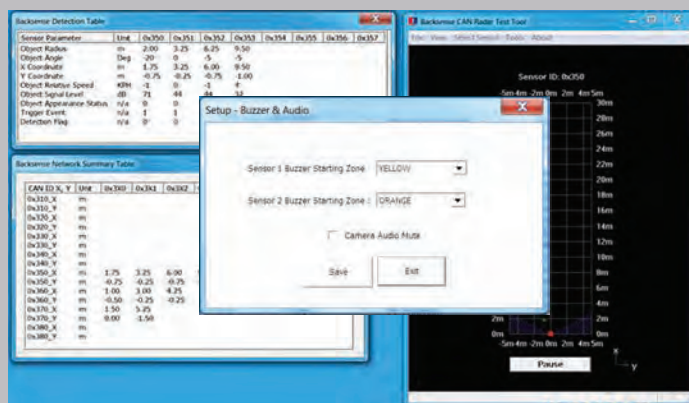 Backsense Detection Table
Sensor Parameter Unit 0x350 0x351 0x352 0x353 0x354 0x355 0x356 0x357
Object Radius m 2.00 3.25 6.25 9.50
Object Angle Deg -20 0 -5 -5
X Coordinate m 1.75 3.25 6.00 9.50
Y Coordinate m -0.75 -0.25 -0.75 -1.00
Object Relative Speed KPH -1 0 -1 4
Object Signal Level dB 71 44 44
Object Appearance Status n/a 0 0
Trigger Event n/a 1 1
Detection Flag n/a 0 0
Backsense Network Summary Table
CAN ID X, Y Unit 0x3X0 0x3X1 0x3X2
0x310_X m
0x310_Y m
0x320_X m
0x320_Y m
0x330_X m
0x330_Y m
0x340_X m
0x340_Y m
0x350_X m 1.75 3.25 6.00
0x350_Y m -0.75 -0.25 -0.75
0x360_X m 1.00 3.00 4.25
0x360_Y m -0.50 -0.25 -0.25
0x370_X m 1.50 5.25
0x370_Y m 0.00 -1.50
0x380_X m
0x380_Y m
Setup - Buzzer & Audio
Sensor 1 Buzzer Starting Zone YELLOW
Sensor 2 Buzzer Starting Zone : ORANGE
Camera Audio Mute
Save Exit
Backsense CAN Radar Test Tool
File View Select Sensor Tools About
Sensor ID: 0x350
-5m-4m -2m 0m 2m 4m 5m
30m
28m
26m
24m
22m
20m
18m
16m
14m
12m
10m
8m
6m
4m
2m 2m
0m 0m
-5m-4m -2m 0m 2m 4m 5m
Pause
x
y